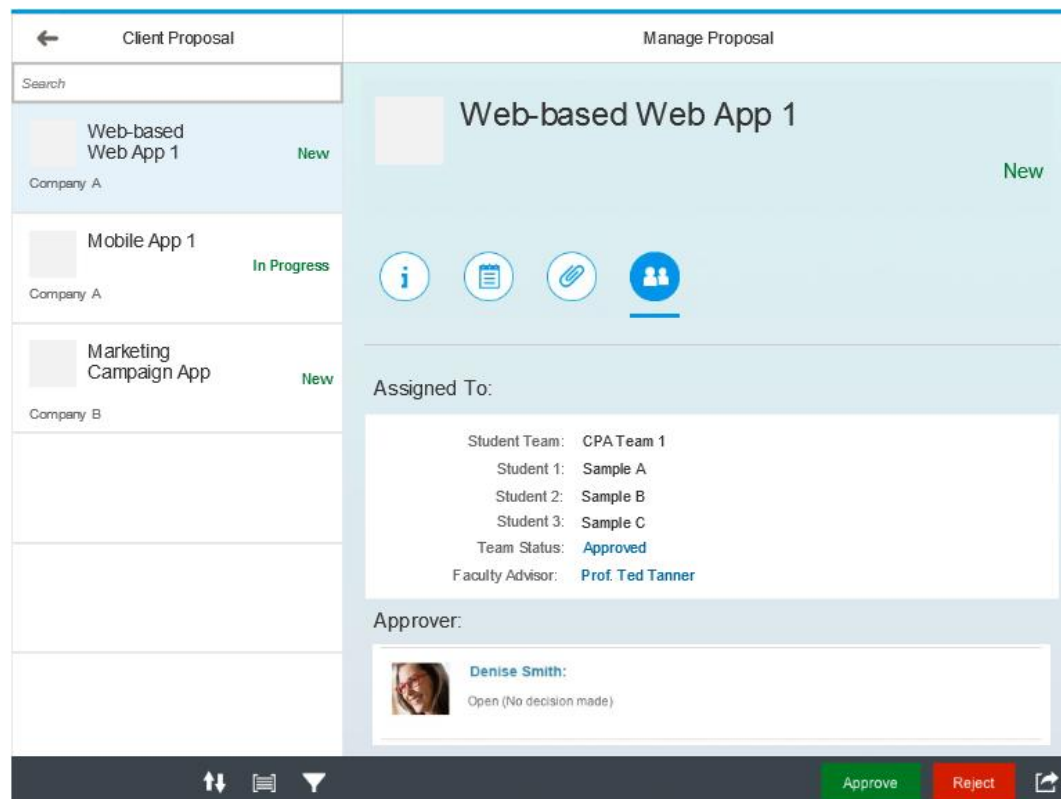 Client Proposal
Manage Proposal
Search
Web-based
Web App 1
New
Company A
Mobile App 1
In Progress
Company A
Marketing
Campaign App
New
Company B
Web-based Web App 1
New
i
Assigned To:
Student Team: CPA Team 1
Student 1: Sample A
Student 2: Sample B
Student 3: Sample C
Team Status: Approved
Faculty Advisor: Prof. Ted Tanner
Approver:
Denise Smith:
Open (No decision made)
Approve
Reject